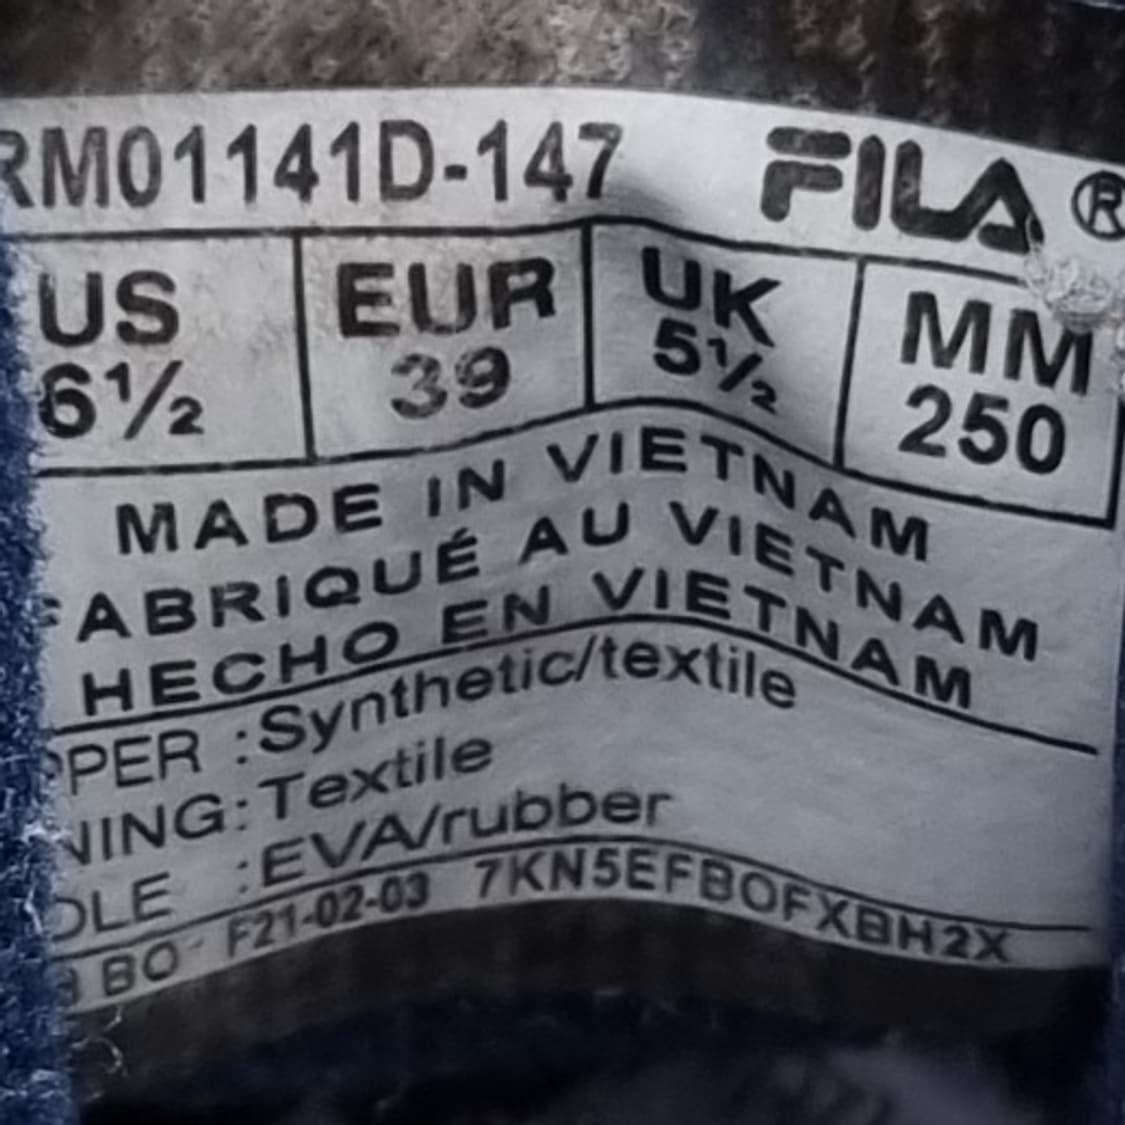 RM01141D-147 FILA®
US EUR UK MM
6½ 39 5½ 250
MADE IN VIETNAM
FABRIQUÉ AU VIETNAM
HECHO EN VIETNAM
PPER :Synthetic/textile
NING:Textile
OLE :EVA/rubber
BO F21-02-03 7KN5EFBOFXBH2X